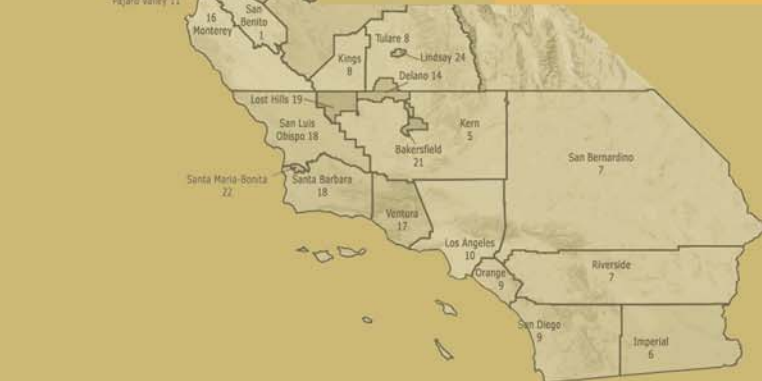 Pajaro Valley 11
16
Monterey
San
Benito
1
Kings
8
Tulare 8
Lindsay 24
Delano 14
Lost Hills 19
San Luis
Obispo 18
Kern
5
Bakersfield
21
San Bernardino
7
Santa Maria-Bonita
22
Santa Barbara
18
Ventura
17
Los Angeles
10
Orange
9
Riverside
7
San Diego
9
Imperial
6